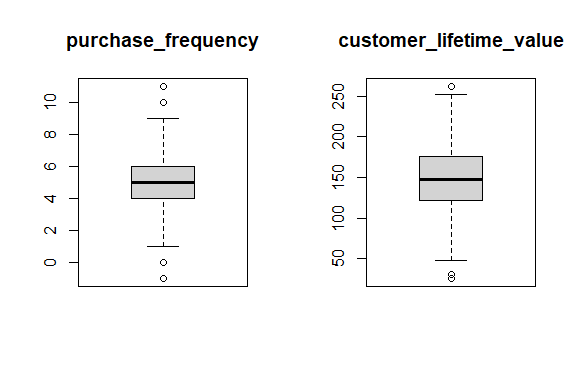 purchase_frequency
0 2 4 6 8 10
customer_lifetime_value
50 100 150 200 250